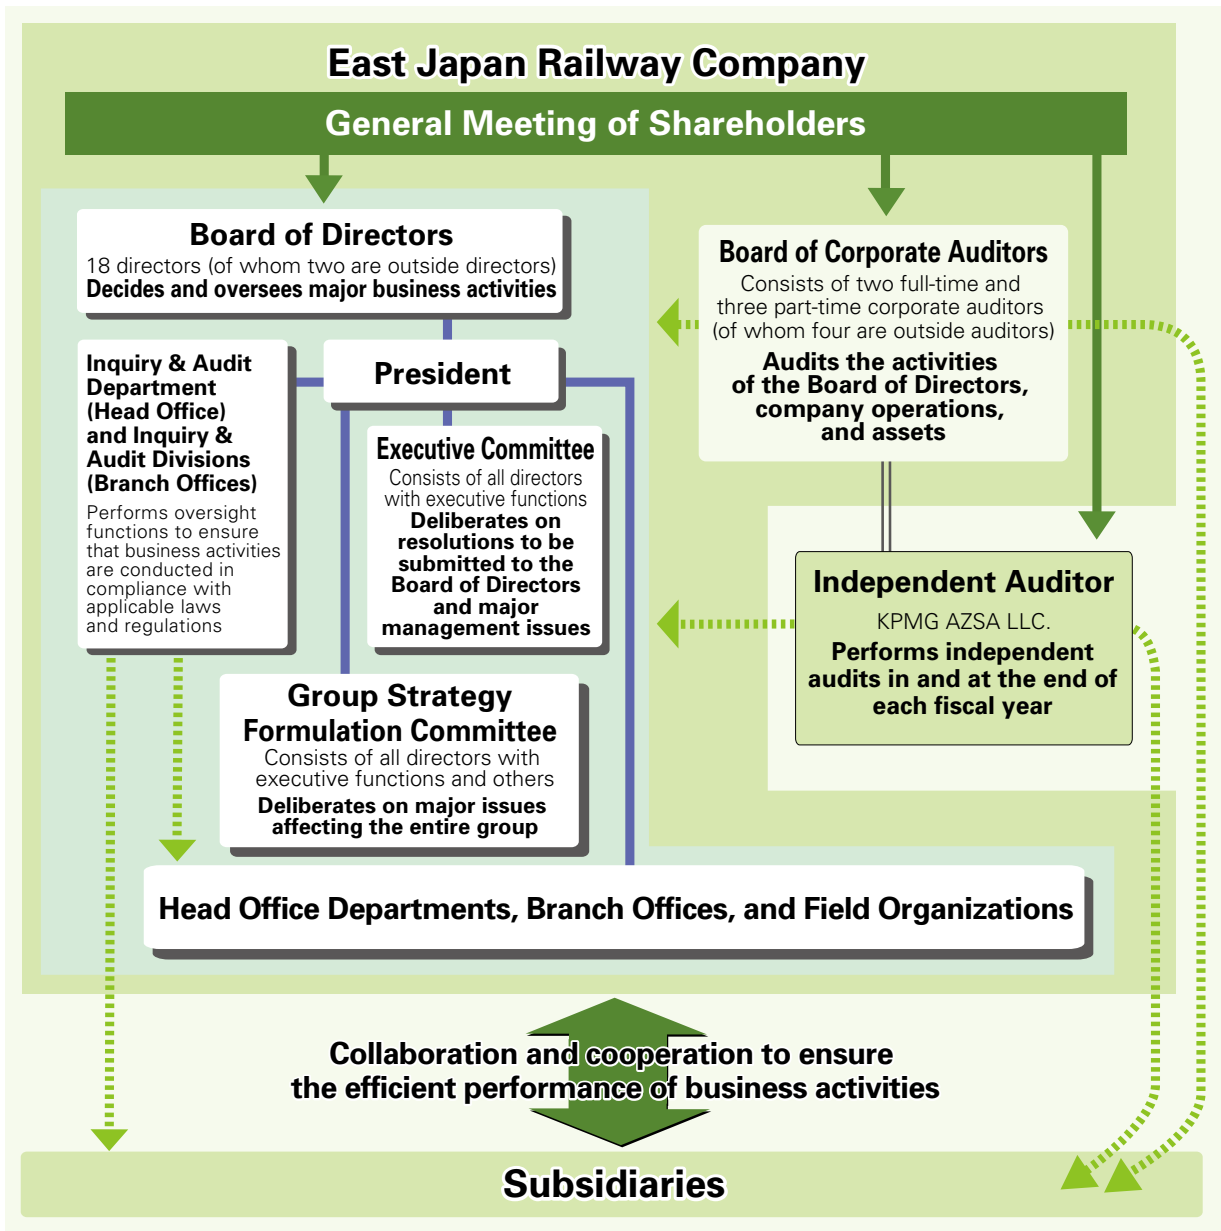 East Japan Railway Company
General Meeting of Shareholders
Board of Directors
18 directors (of whom two are outside directors)
Decides and oversees major business activities
Board of Corporate Auditors
Consists of two full-time and
three part-time corporate auditors
(of whom four are outside auditors)
Audits the activities
of the Board of Directors,
company operations,
and assets
Inquiry & Audit
Department
(Head Office)
and Inquiry &
Audit Divisions
(Branch Offices)
Performs oversight
functions to ensure
that business activities
are conducted in
compliance with
applicable laws
and regulations
President
Executive Committee
Consists of all directors
with executive functions
Deliberates on
resolutions to be
submitted to the
Board of Directors
and major
management issues
Independent Auditor
KPMG AZSA LLC.
Performs independent
audits in and at the end of
each fiscal year
Group Strategy
Formulation Committee
Consists of all directors with
executive functions and others
Deliberates on major issues
affecting the entire group
Head Office Departments, Branch Offices, and Field Organizations
Collaboration and cooperation to ensure
the efficient performance of business activities
Subsidiaries